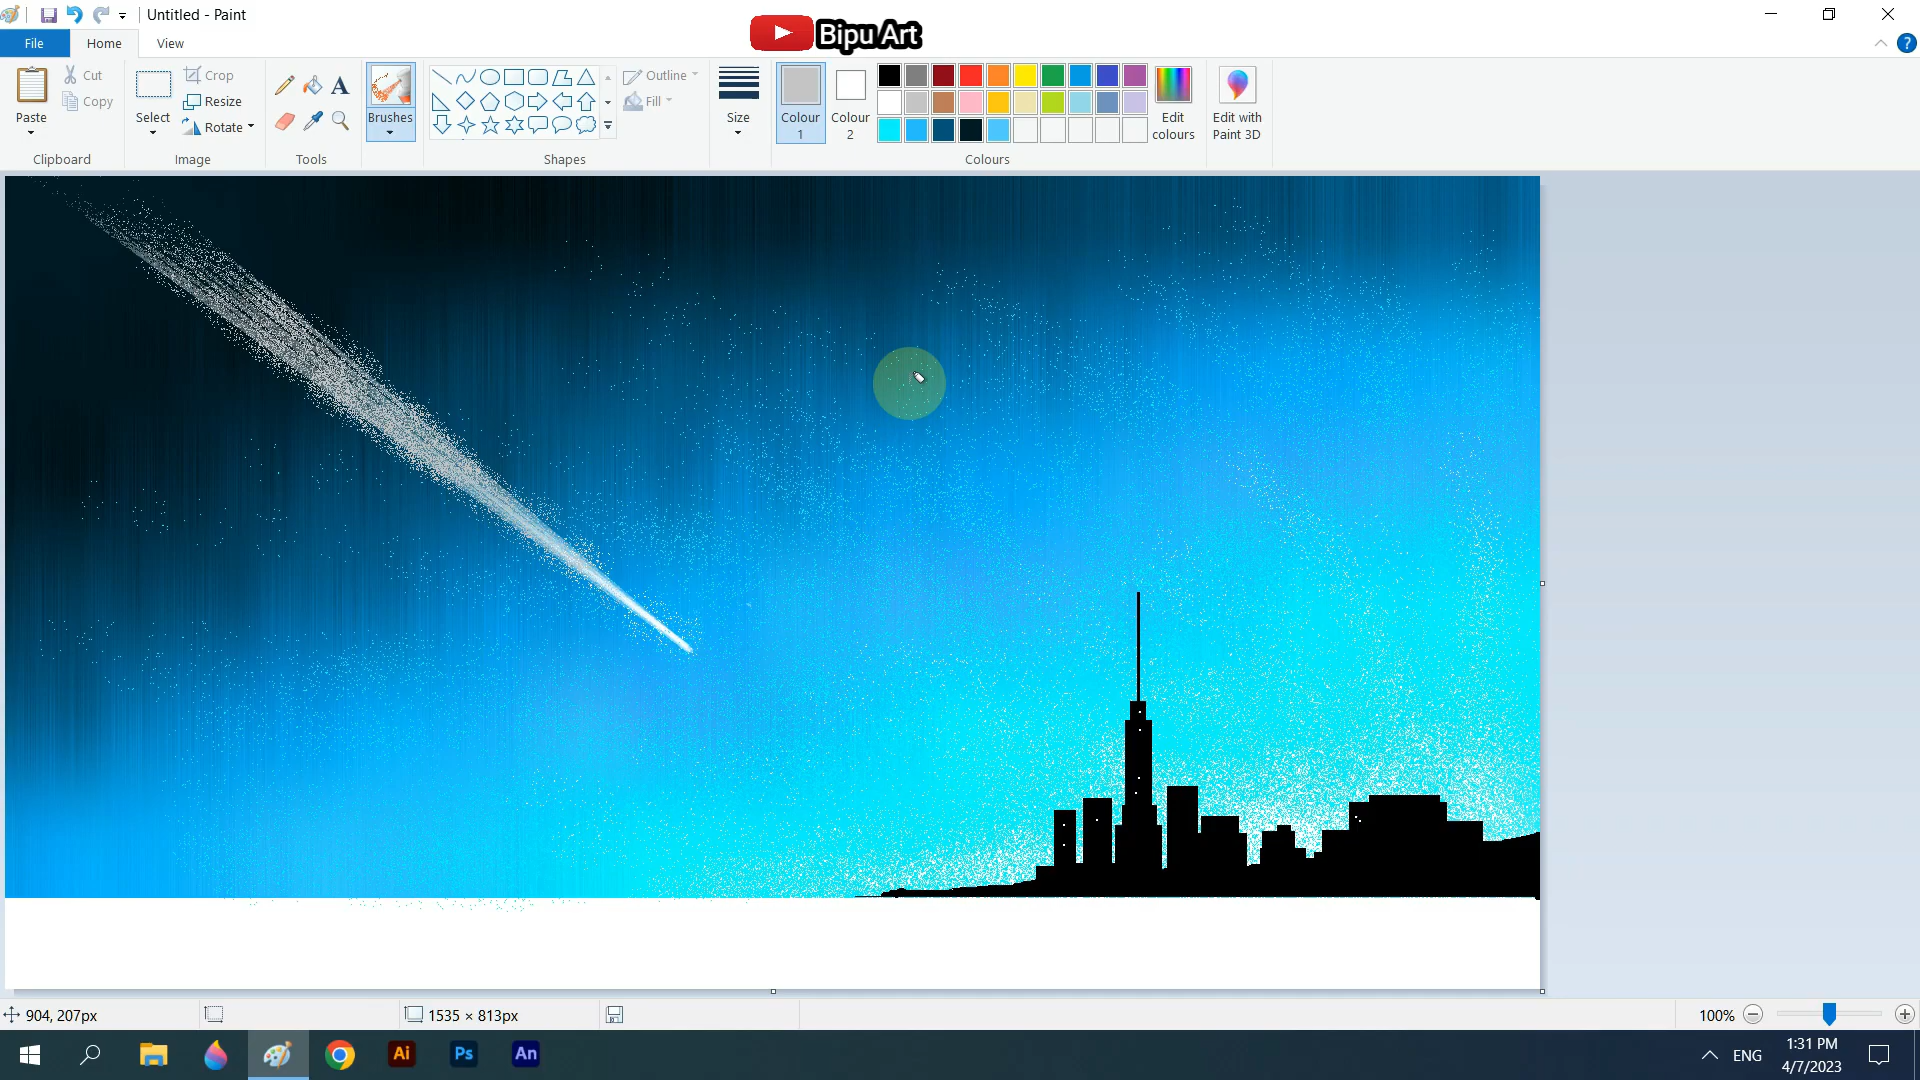 Untitled - Paint
Bipu Art
File
Home
View
?
Paste
Cut
Copy
Clipboard
Select
Crop
Resize
Rotate
Image
A
Tools
Brushes
Outline
Fill
Shapes
Size
Colour
1
Colour
2
Edit
colours
Colours
Edit with
Paint 3D
904, 207px
1535 × 813px
100%
Ai
Ps
An
ENG
1:31 PM
4/7/2023